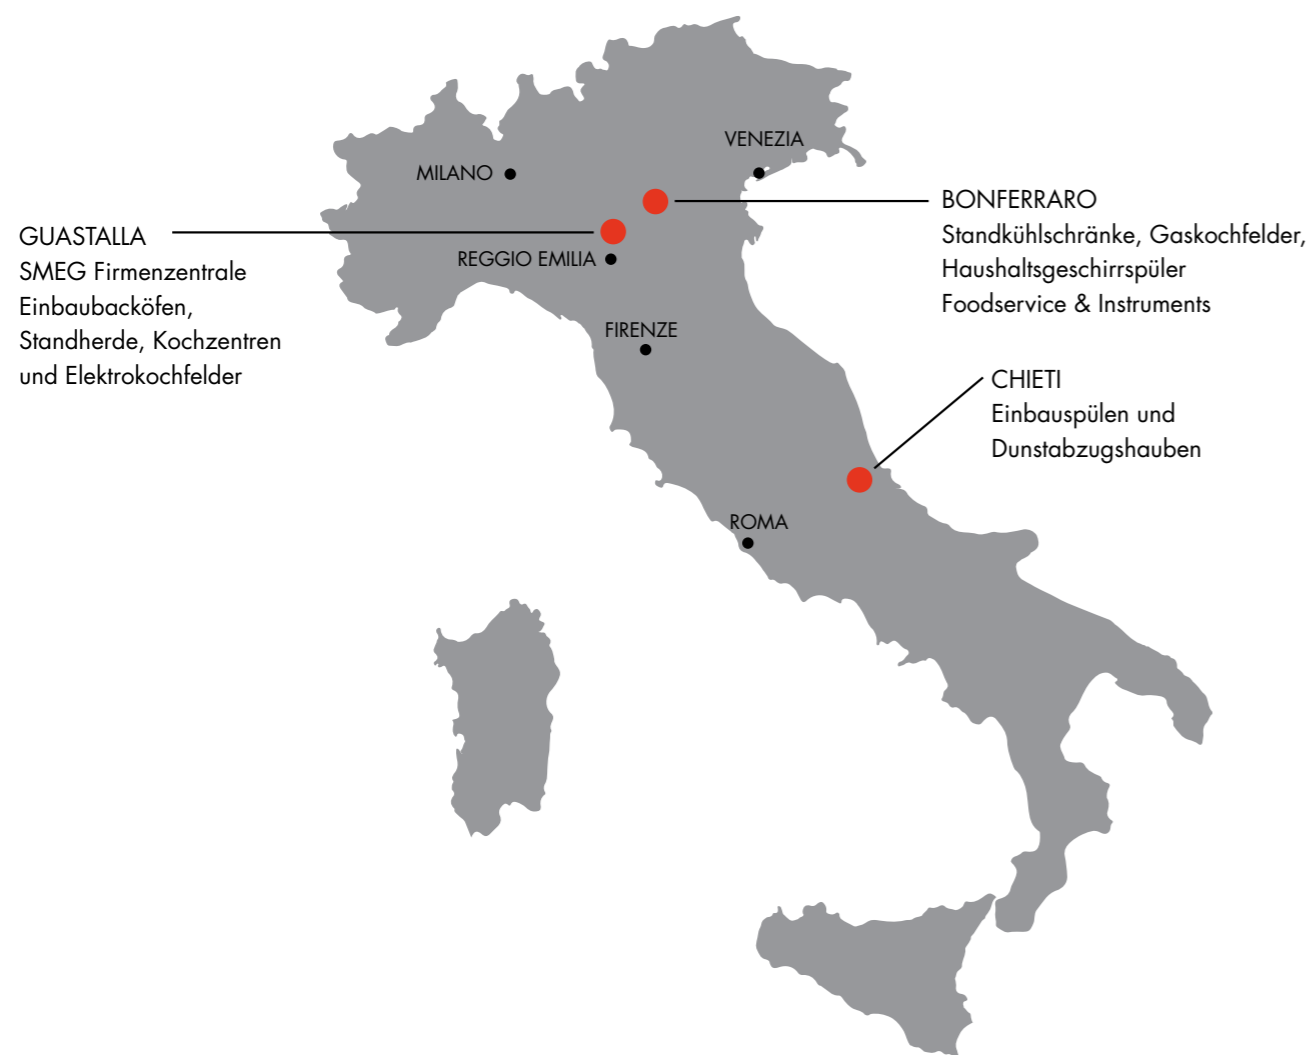 VENEZIA
MILANO
BONFERRARO
Standkühlschränke, Gaskochfelder,
Haushaltsgeschirrspüler
Foodservice & Instruments
GUASTALLA
SMEG Firmenzentrale
Einbaubacköfen,
Standherde, Kochzentren
und Elektrokochfelder
REGGIO EMILIA
FIRENZE
CHIETI
Einbauspülen und
Dunstabzugshauben
ROMA